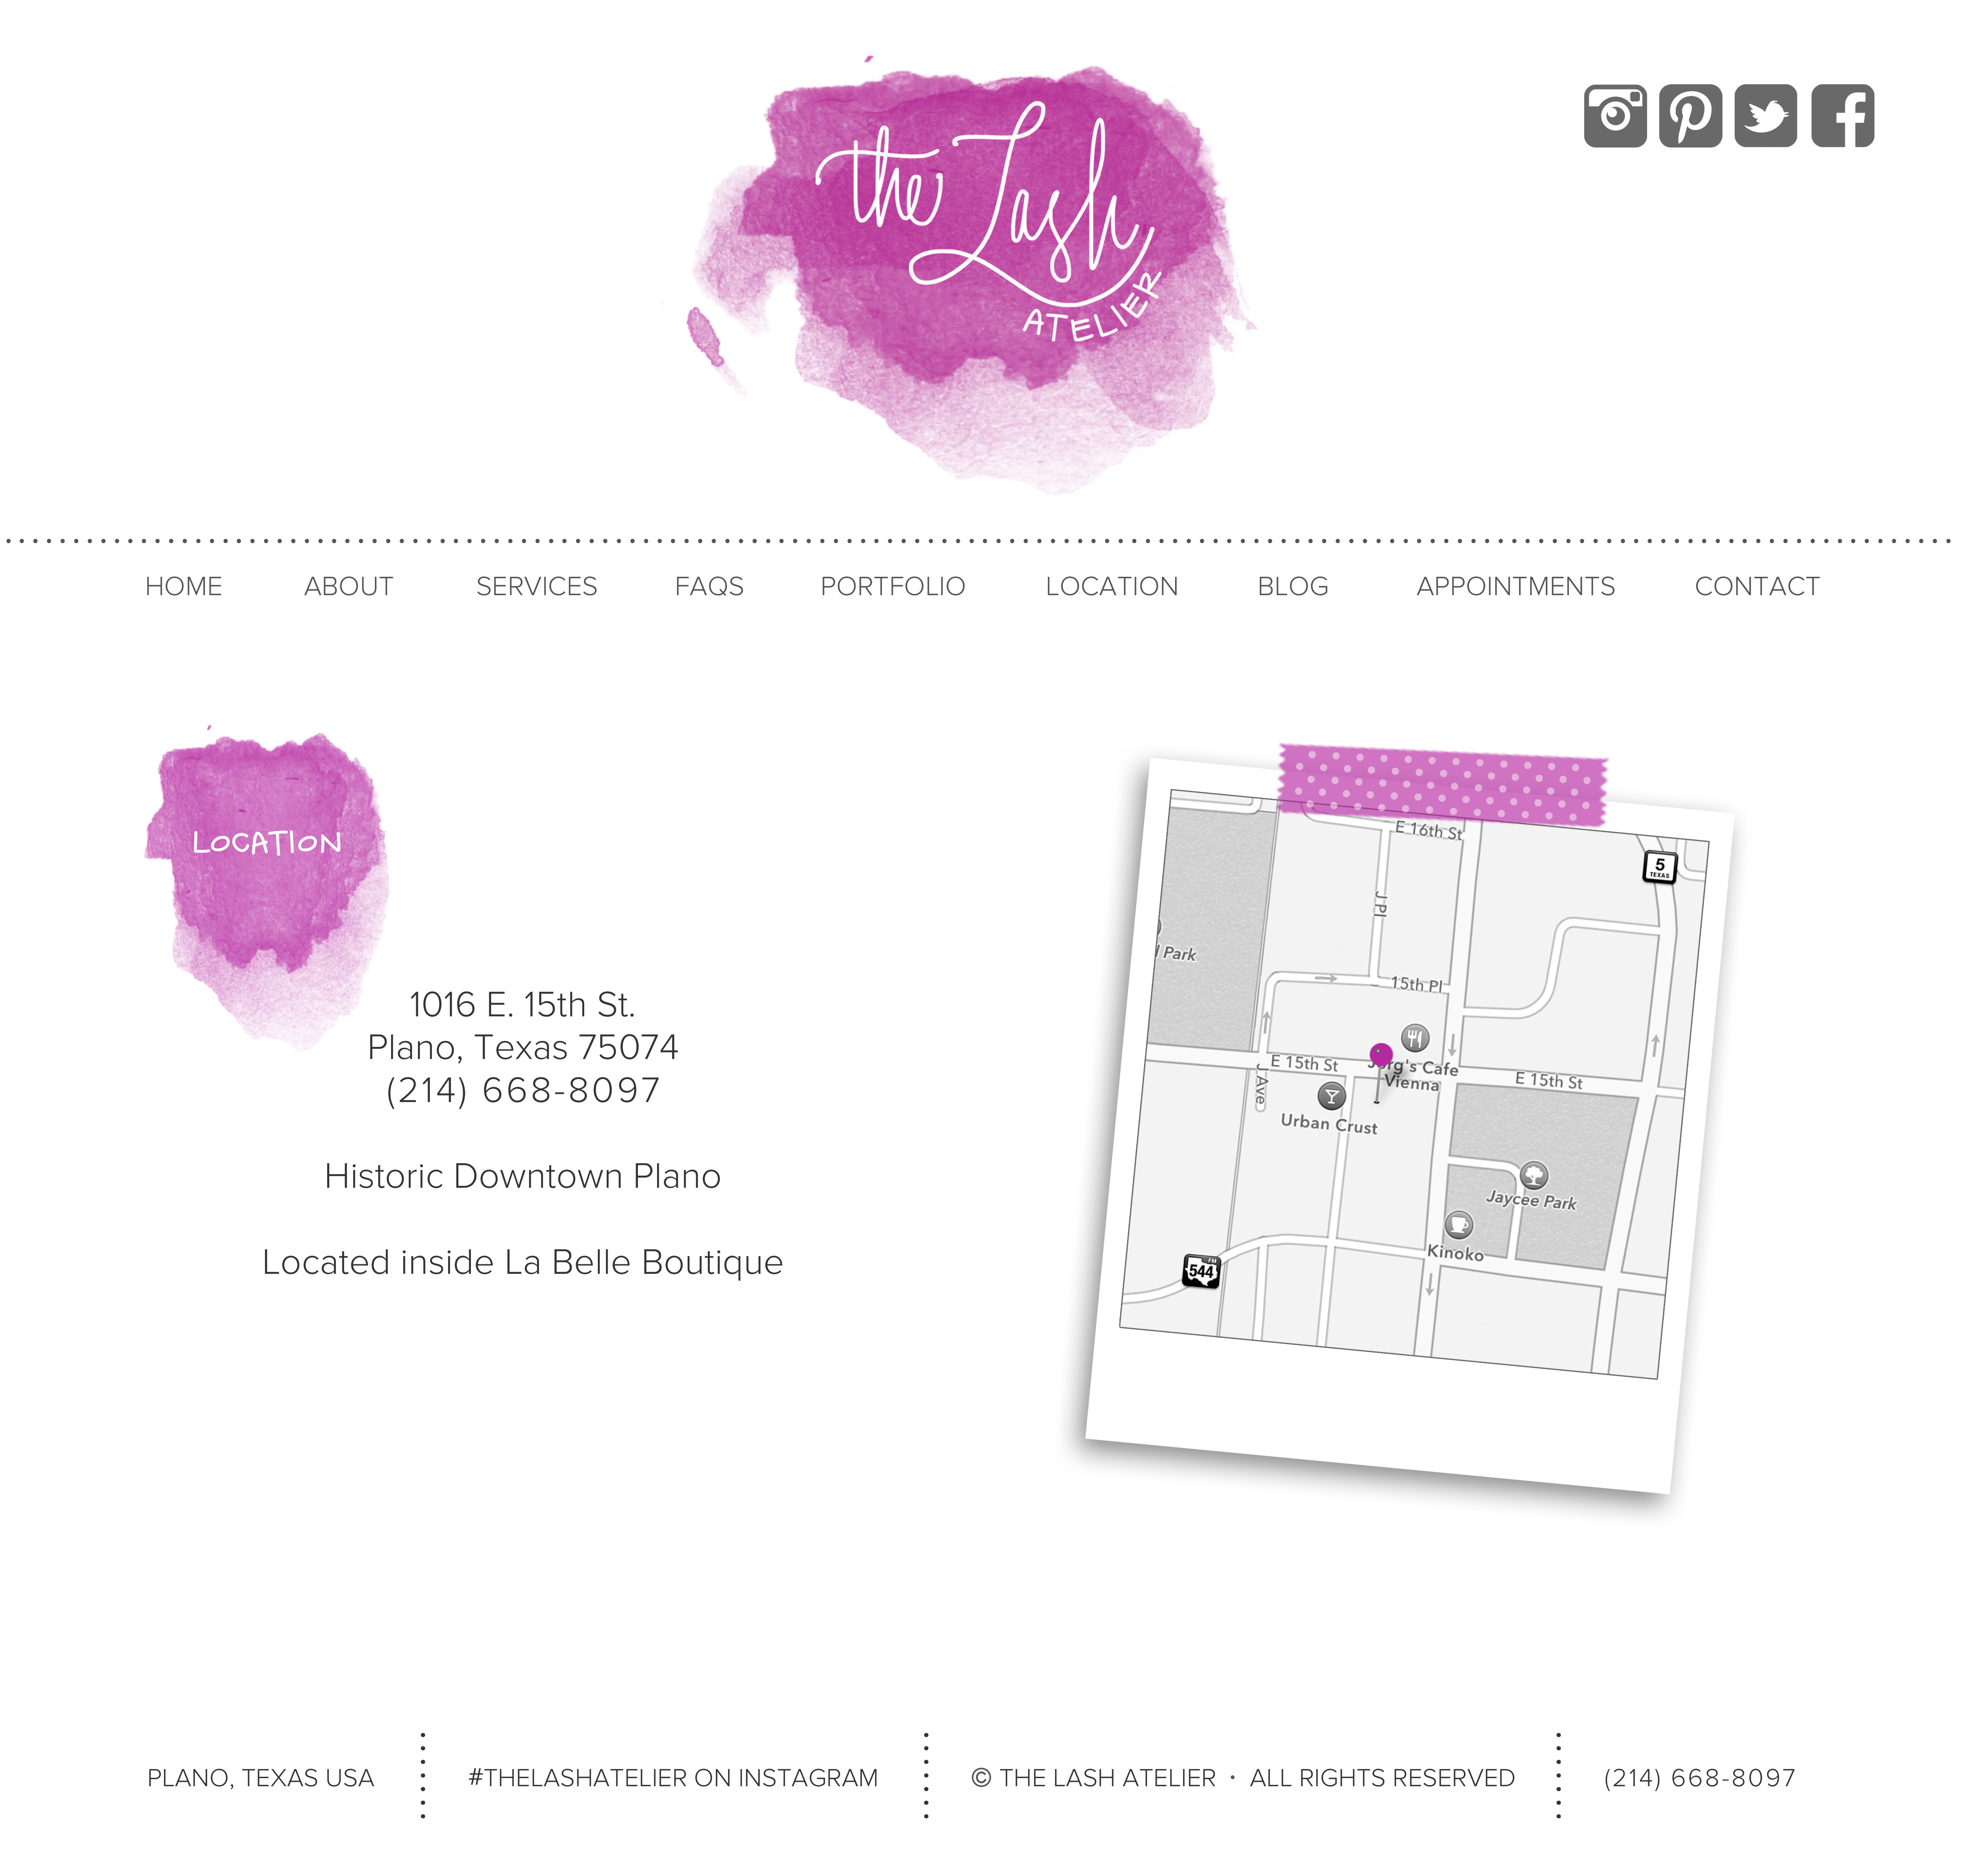 the Lash
ATELIER
HOME ABOUT SERVICES FAQS PORTFOLIO LOCATION BLOG APPOINTMENTS CONTACT
LOCATION
1016 E. 15th St.
Plano, Texas 75074
(214) 668-8097
Historic Downtown Plano
Located inside La Belle Boutique
E 16th St
5
TEXAS
J Pl
Park
15th Pl
E 15th St
Cafe
Vienna
E 15th St
J Ave
Urban Crust
Jaycee Park
Kinoko
FM
544
PLANO, TEXAS USA
#THELASHATELIER ON INSTAGRAM
© THE LASH ATELIER · ALL RIGHTS RESERVED
(214) 668-8097